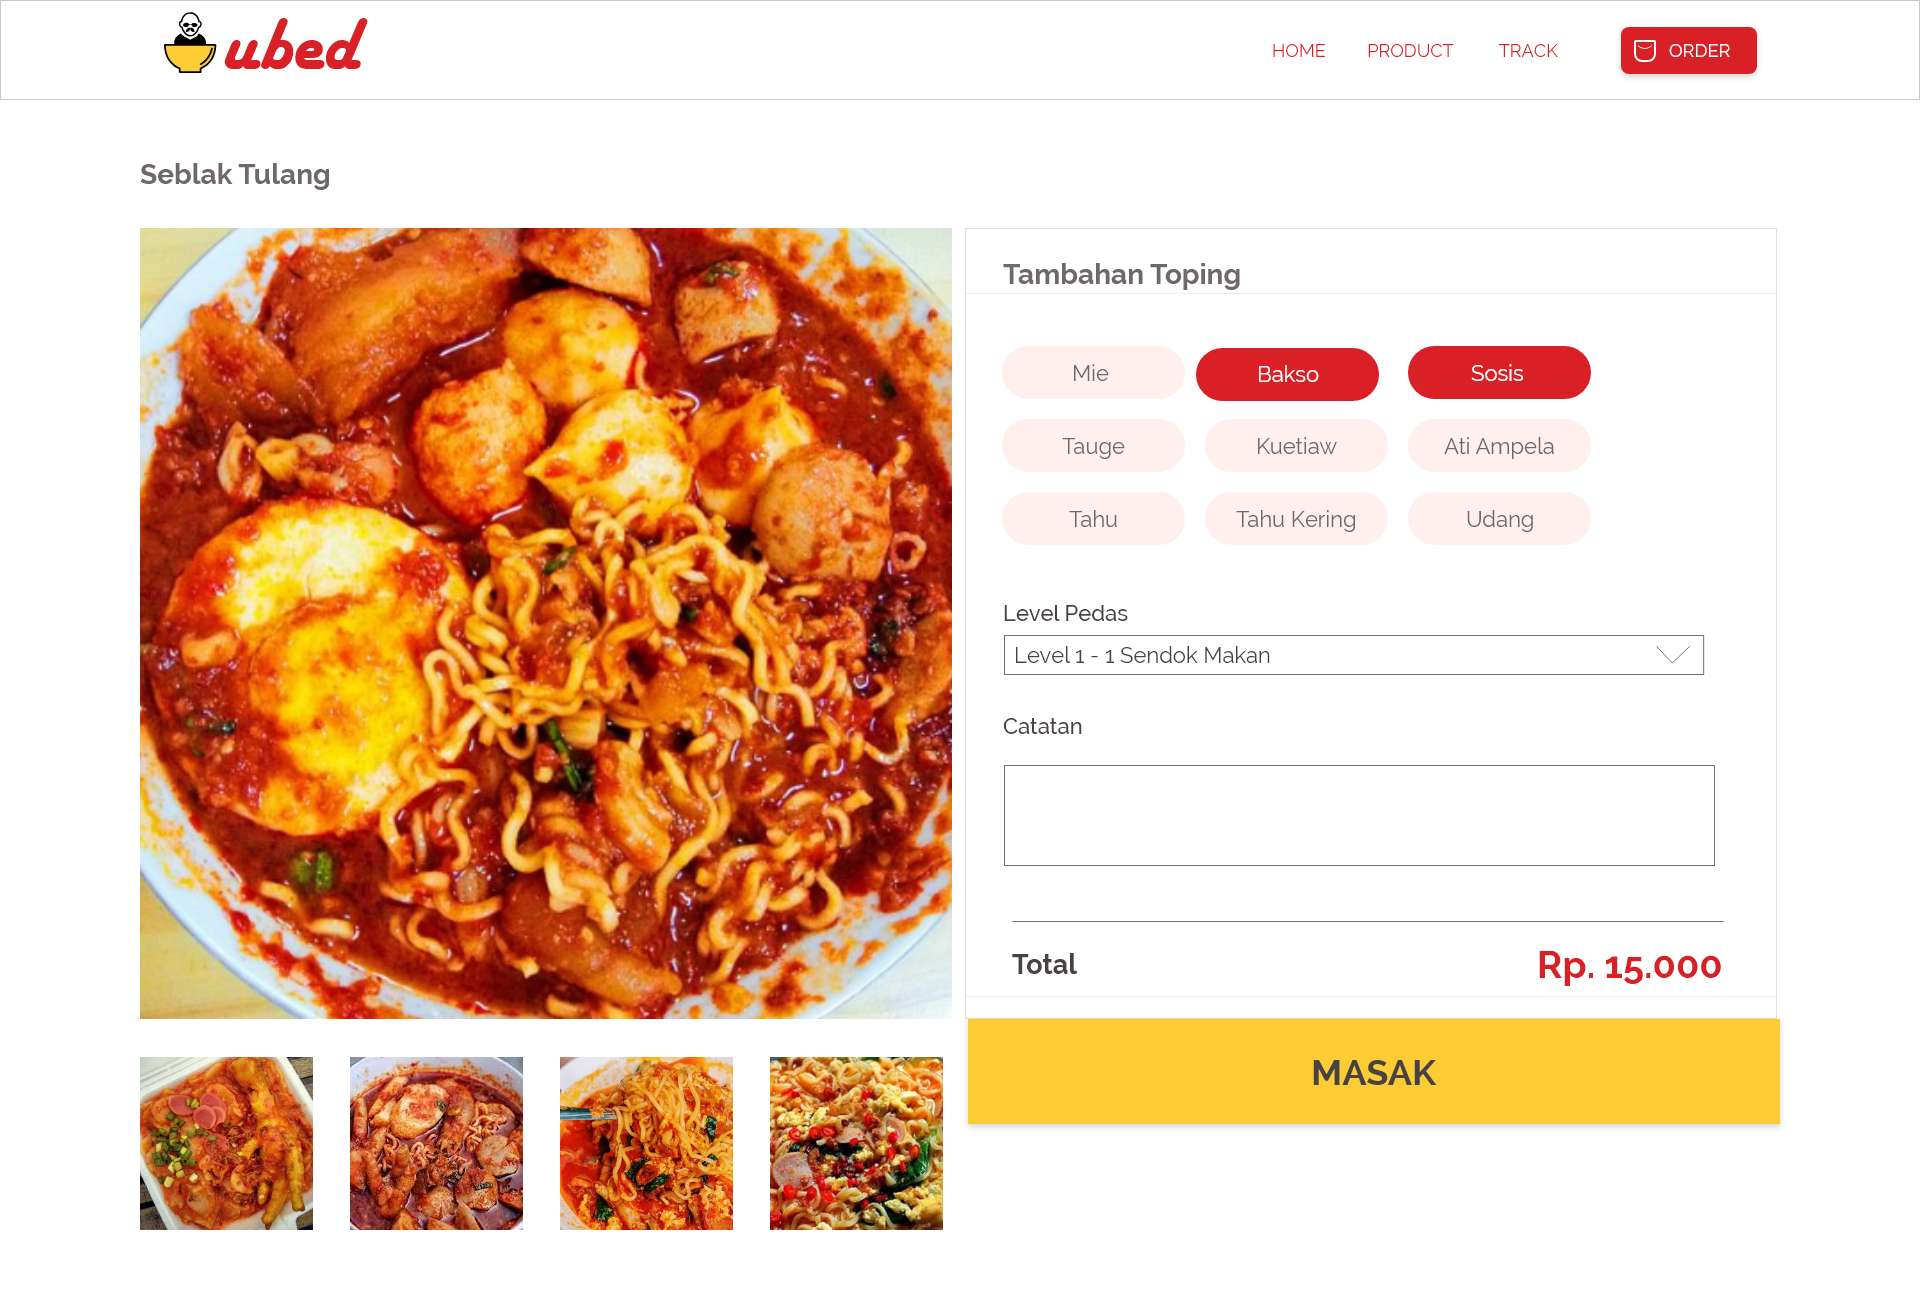 ubed
HOME PRODUCT TRACK ORDER
Seblak Tulang
Tambahan Toping
Mie Bakso Sosis
Tauge Kuetiaw Ati Ampela
Tahu Tahu Kering Udang
Level Pedas
Level 1 - 1 Sendok Makan
Catatan
Total Rp. 15.000
MASAK